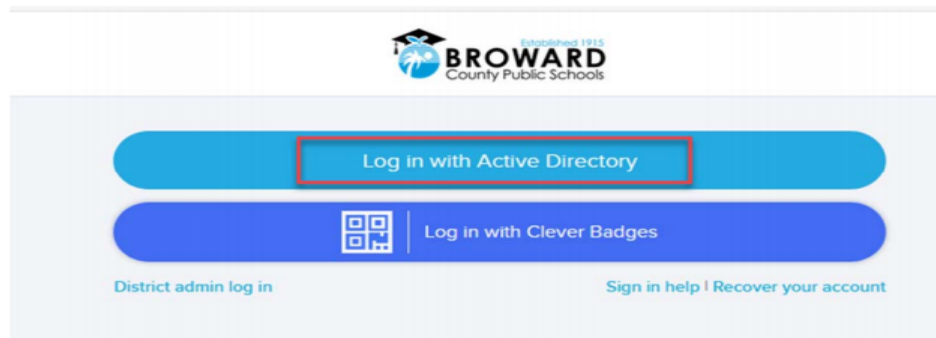 Established 1915
BROWARD
County Public Schools
Log in with Active Directory
Log in with Clever Badges
District admin log in
Sign in help | Recover your account